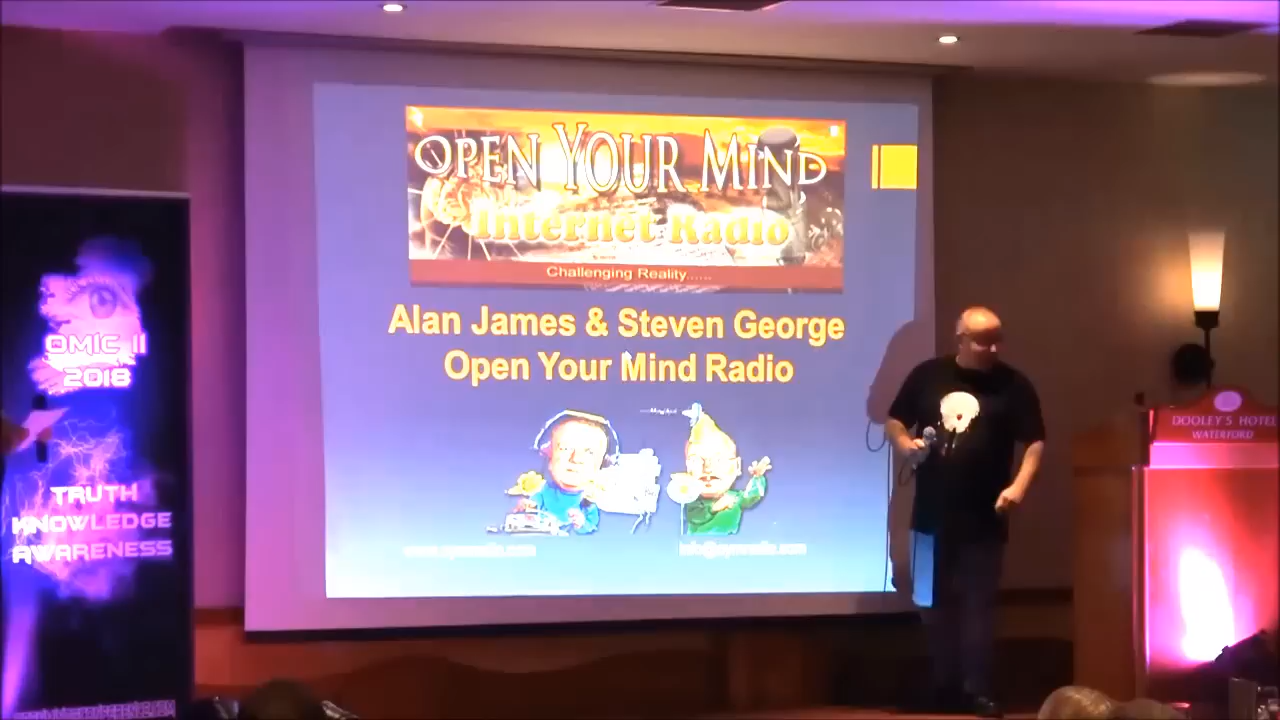 OPEN YOUR MIND
Internet Radio
Challenging Reality......
Alan James & Steven George
Open Your Mind Radio
OMIC II
2018
TRUTH
KNOWLEDGE
AWARENESS
DOOLEY'S HOTEL
WATERFORD